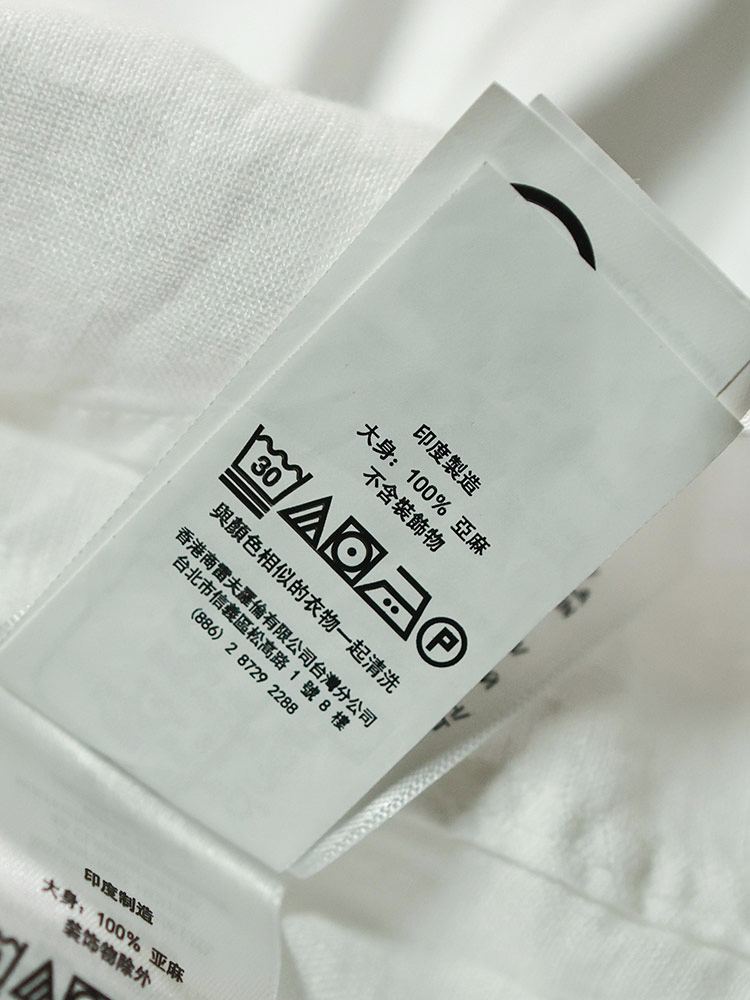 印度製造
大身: 100% 亞麻
不含裝飾物
30
P
與顏色相似的衣物一起清洗
香港商雷夫羅倫有限公司台灣分公司
台北市信義區松高路 1 號 8 樓
(886) 2 8729 2288
印度制造
大身: 100% 亚麻
装饰物除外